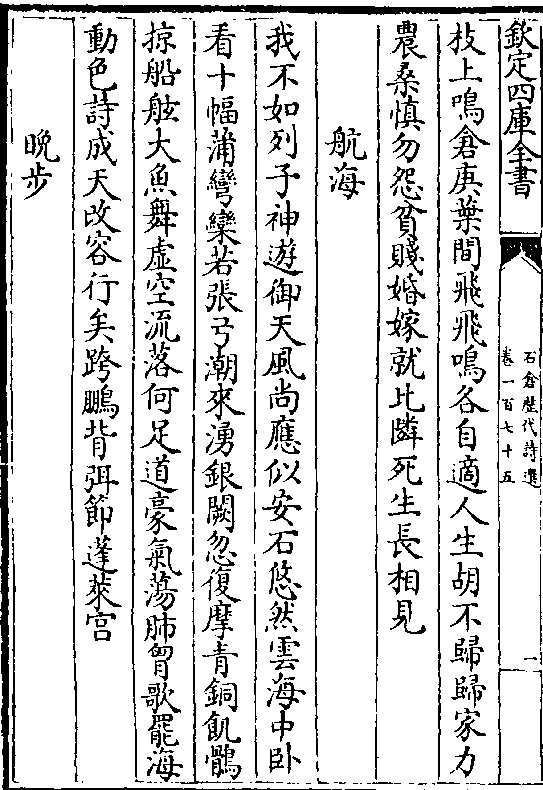 欽定四庫全書
石倉歷代詩選
卷一百七十五
一
枝上鳴倉庚葉間飛飛鳴各自適人生胡不歸歸家力
農桑慎勿怨貧賤婚嫁就比隣死生長相見
航海
我不如列子神遊御天風尚應似安石悠然雲海中卧
看十幅蒲彎彎若張弓潮來湧銀闕忽復摩青銅飢鶻
掠船舷大魚舞虚空流落何足道豪氣蕩肺胷歌罷海
動色詩成天改容行矣跨鵬背弭節蓬萊宫
晚步